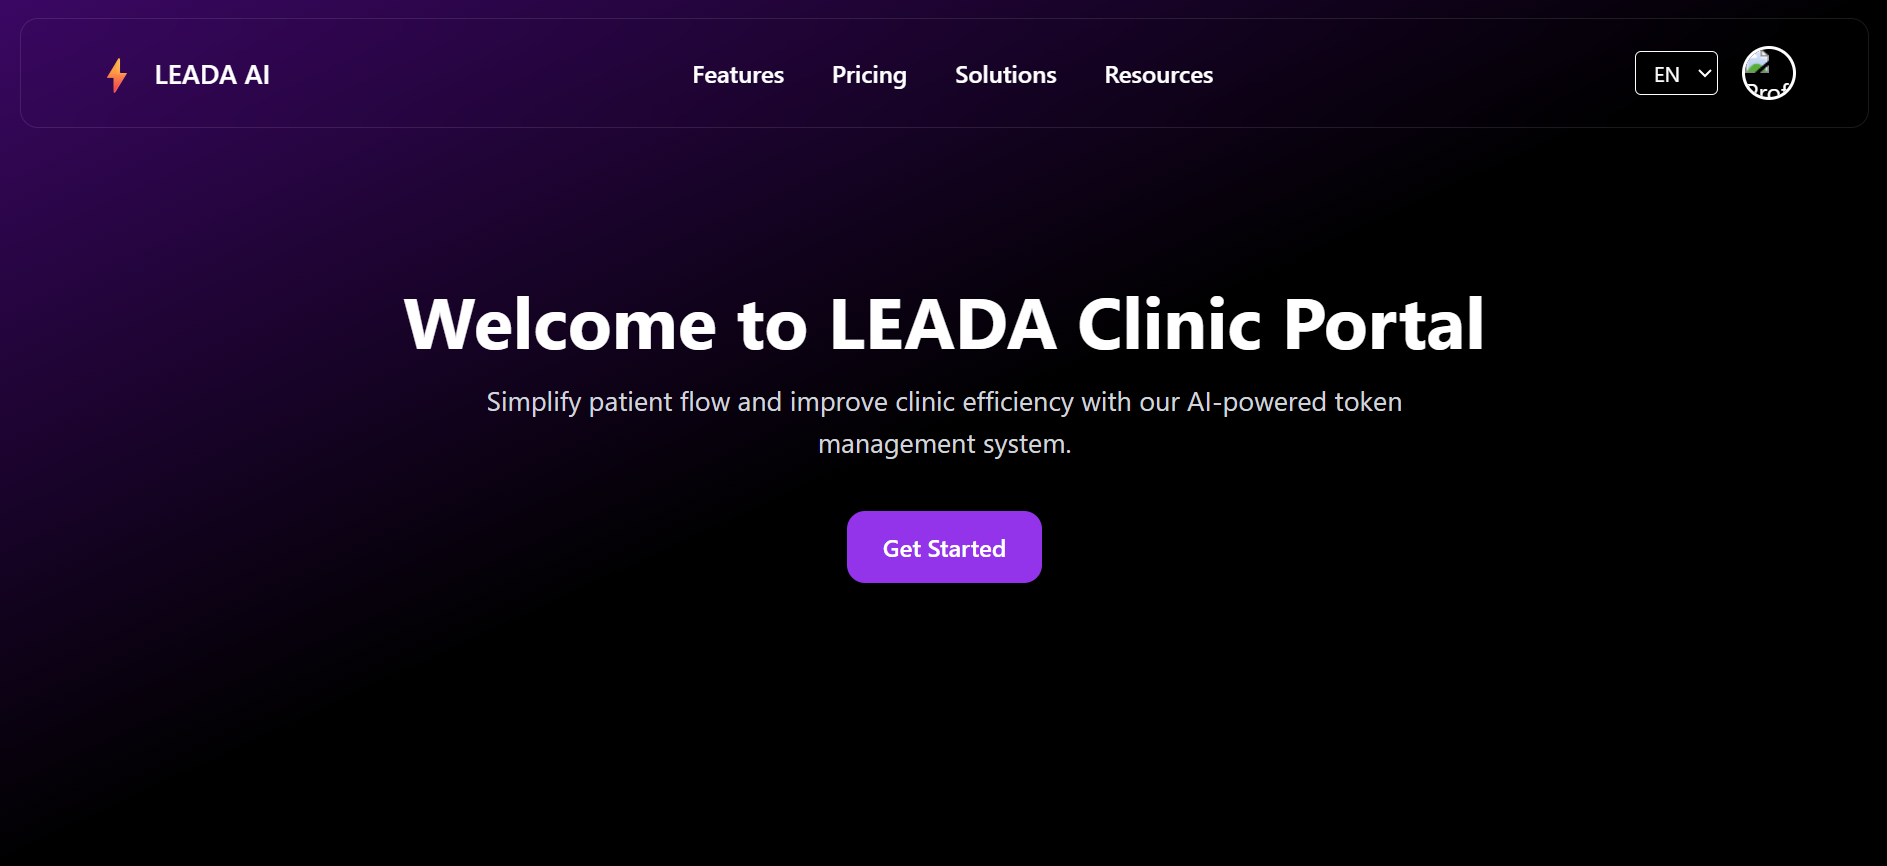 LEADA AI
Features
Pricing
Solutions
Resources
EN
Prof
Welcome to LEADA Clinic Portal
Simplify patient flow and improve clinic efficiency with our AI-powered token
management system.
Get Started